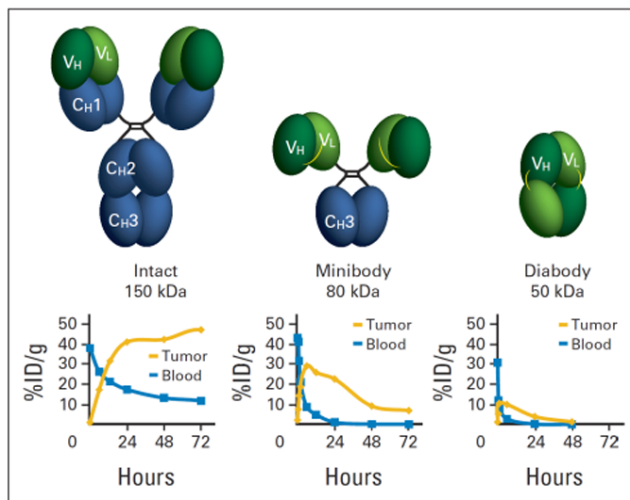 VH VL
CH1
CH2
CH3
Intact
150 kDa
VH VL
CH3
Minibody
80 kDa
VH VL
Diabody
50 kDa
%ID/g
50
40
30
20
10
0 24 48 72
Tumor
Blood
Hours
%ID/g
50
40
30
20
10
0 24 48 72
Tumor
Blood
Hours
%ID/g
50
40
30
20
10
0 24 48 72
Tumor
Blood
Hours